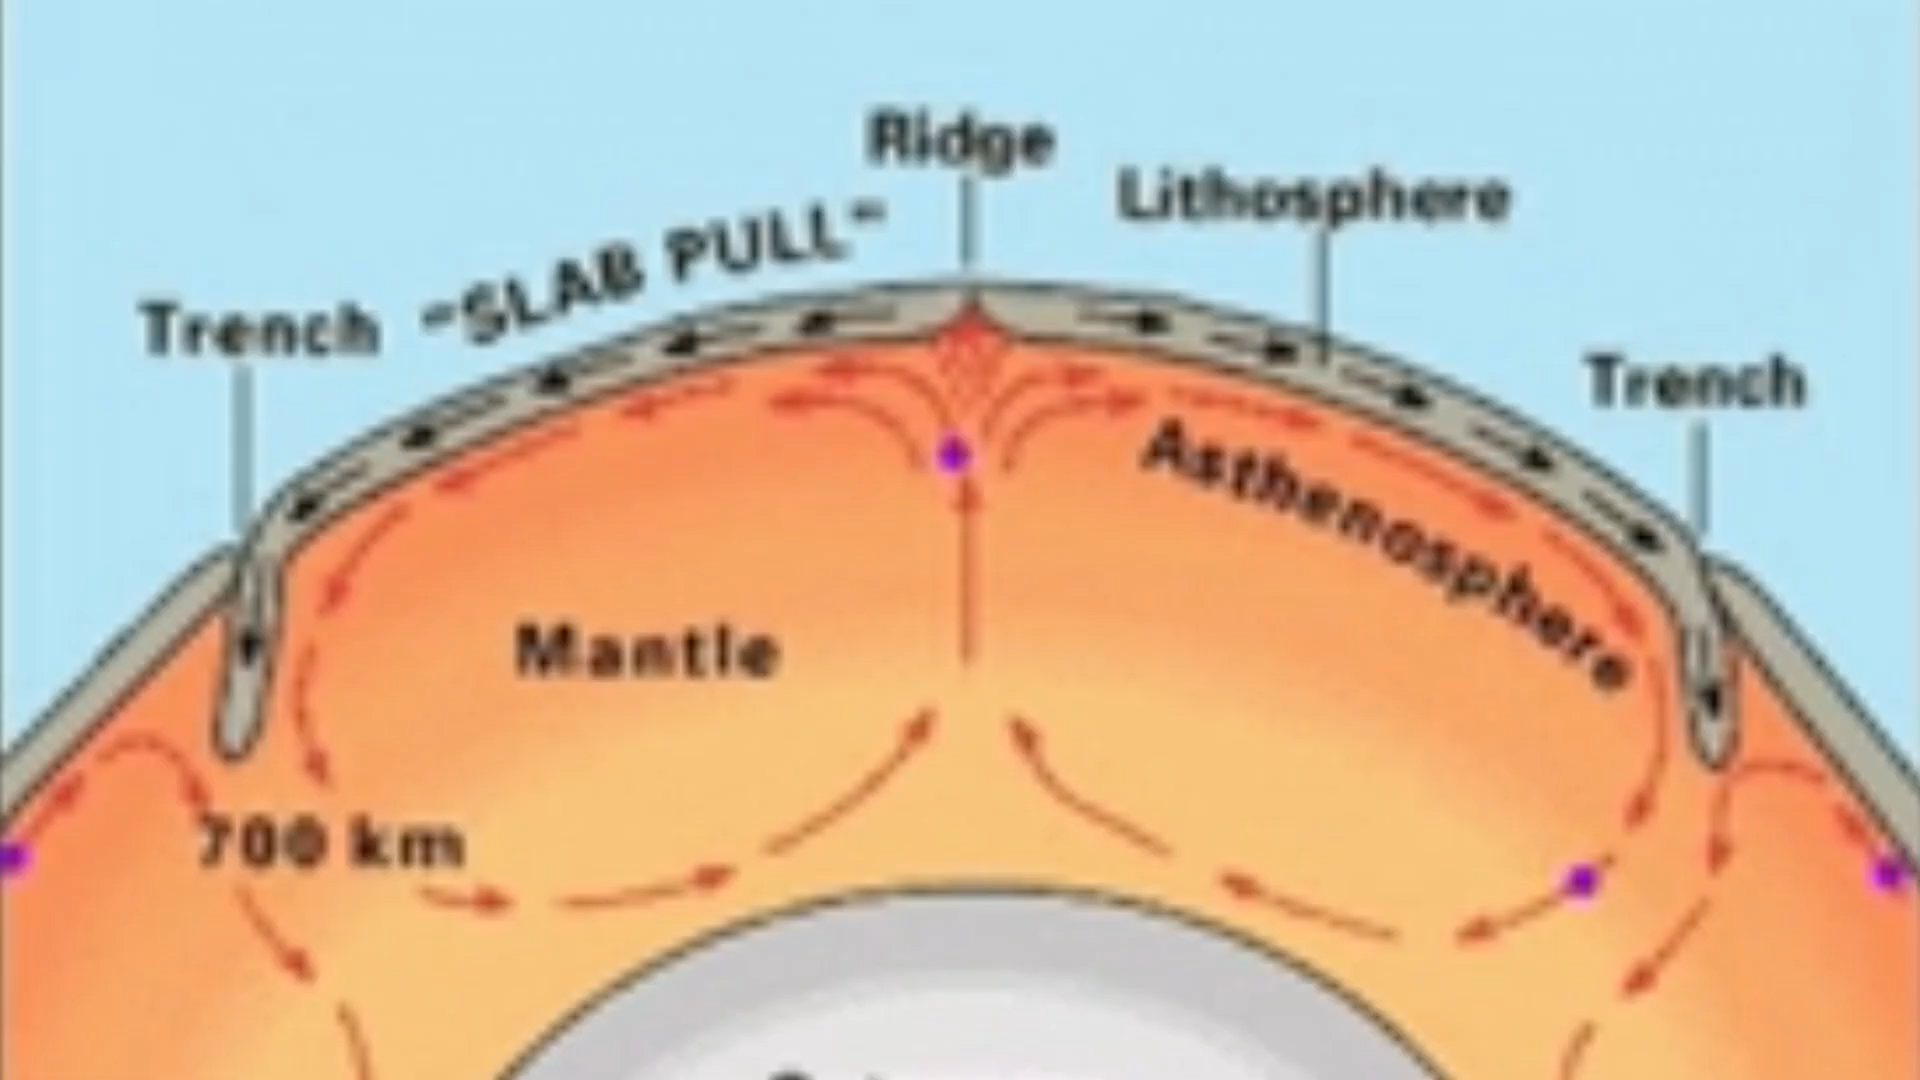 Ridge
Lithosphere
"SLAB PULL"
Trench
Trench
Asthenosphere
Mantle
700 km